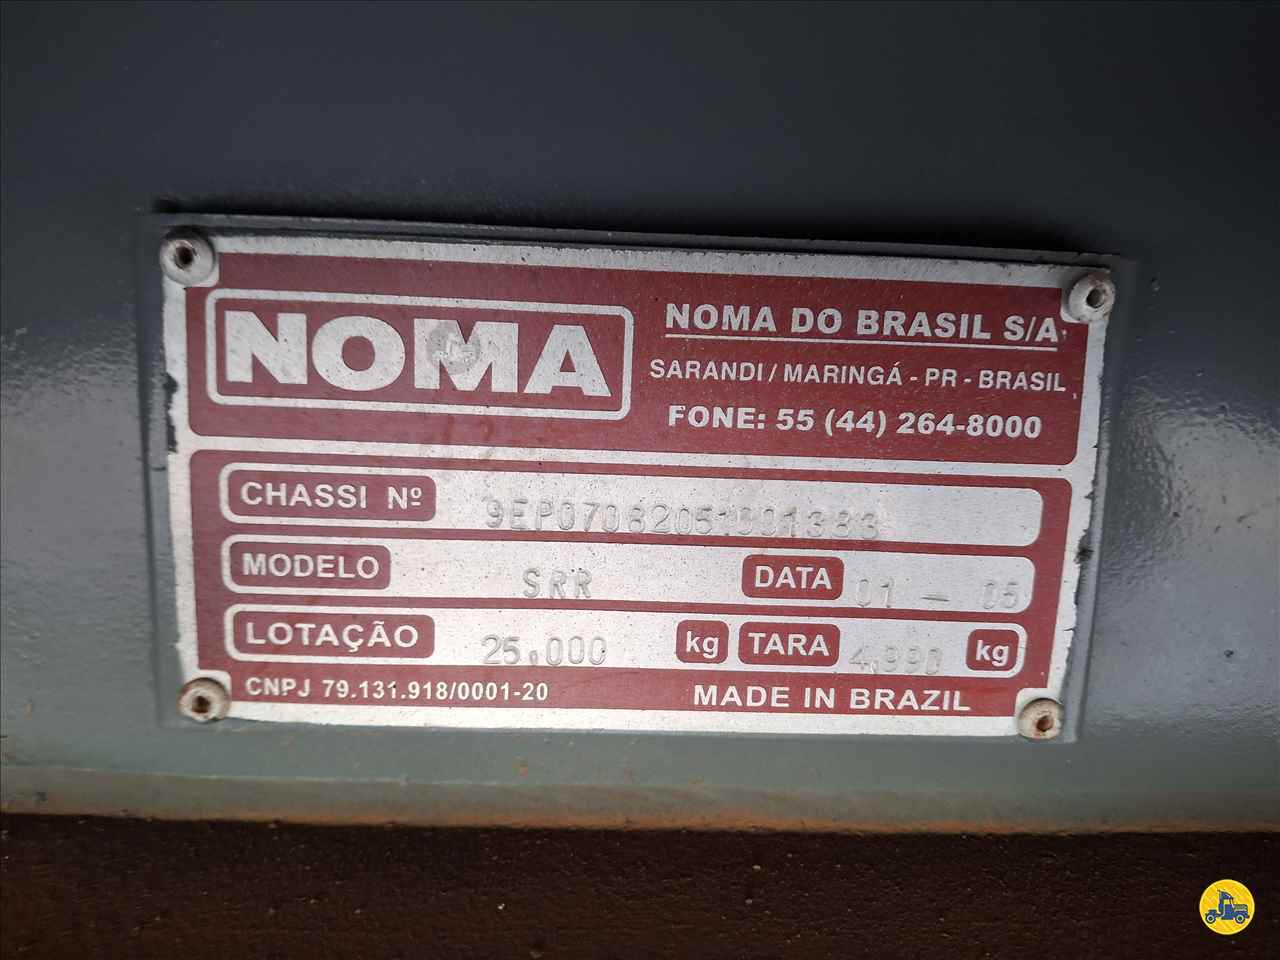 NOMA
NOMA DO BRASIL S/A
SARANDI / MARINGÁ - PR - BRASIL
FONE: 55 (44) 264-8000
CHASSI Nº 9EP07082051001383
MODELO SRR DATA 01 - 05
LOTAÇÃO 25.000 kg TARA 4.990 kg
CNPJ 79.131.918/0001-20 MADE IN BRAZIL